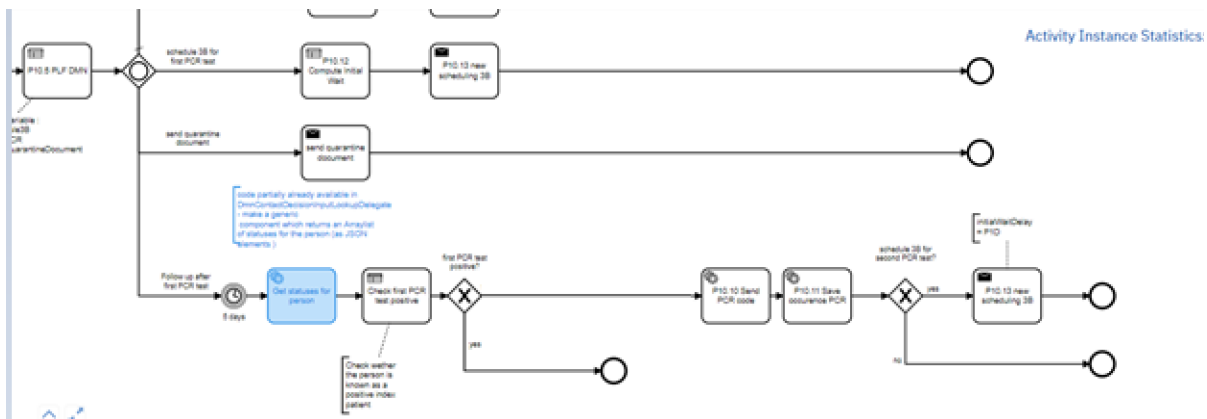 Activity Instance Statistics:
schedule 3B for
first PCR test
P10.5 PLF DMN
P10.12
Compute Initial
Wait
P10.13 new
scheduling 3B
ariable :
ule3B
CR
uarantineDocument
send quarantine
document
send quarantine
document
code partially already available in
DmnContactDecisionInputLookupDelegate
- make a generic
component which returns an Arraylist
of statuses for the person (as JSON
elements )
initialWaitDelay
= P1D
Follow up after
first PCR test
5 days
Get statuses for
person
Check first PCR
test positive
first PCR test
positive?
yes
Check wether
the person is
known as a
positive index
patient
P10.10 Send
PCR code
P10.11 Save
occurence PCR
schedule 3B for
second PCR test?
yes
no
P10.13 new
scheduling 3B